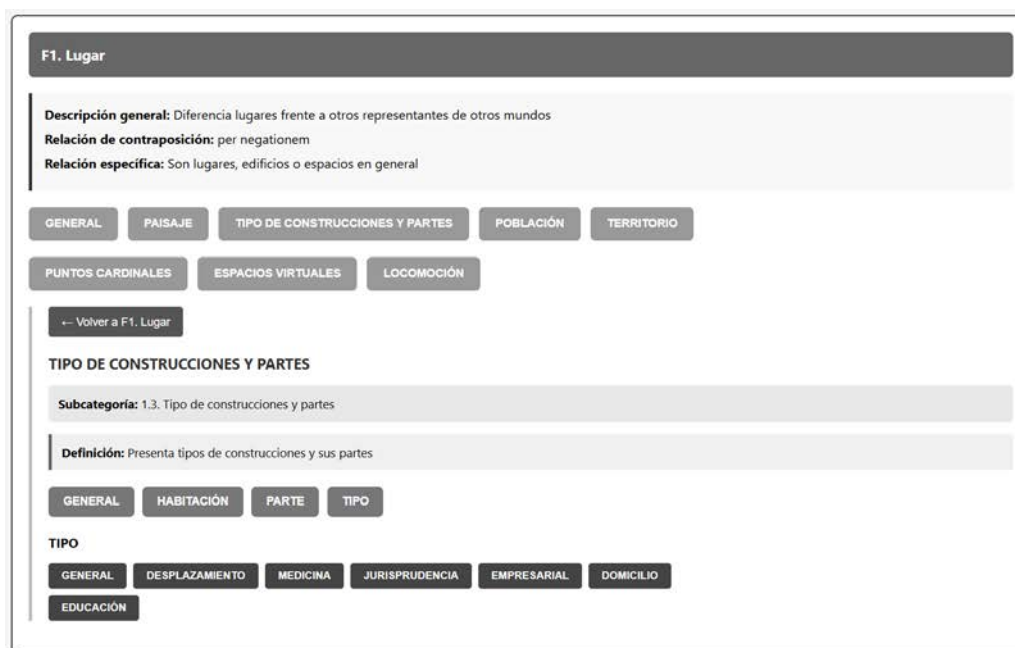 F1. Lugar
Descripción general: Diferencia lugares frente a otros representantes de otros mundos
Relación de contraposición: per negationem
Relación específica: Son lugares, edificios o espacios en general
GENERAL PAISAJE TIPO DE CONSTRUCCIONES Y PARTES POBLACIÓN TERRITORIO
PUNTOS CARDINALES ESPACIOS VIRTUALES LOCOMOCIÓN
← Volver a F1. Lugar
TIPO DE CONSTRUCCIONES Y PARTES
Subcategoría: 1.3. Tipo de construcciones y partes
Definición: Presenta tipos de construcciones y sus partes
GENERAL HABITACIÓN PARTE TIPO
TIPO
GENERAL DESPLAZAMIENTO MEDICINA JURISPRUDENCIA EMPRESARIAL DOMICILIO
EDUCACIÓN